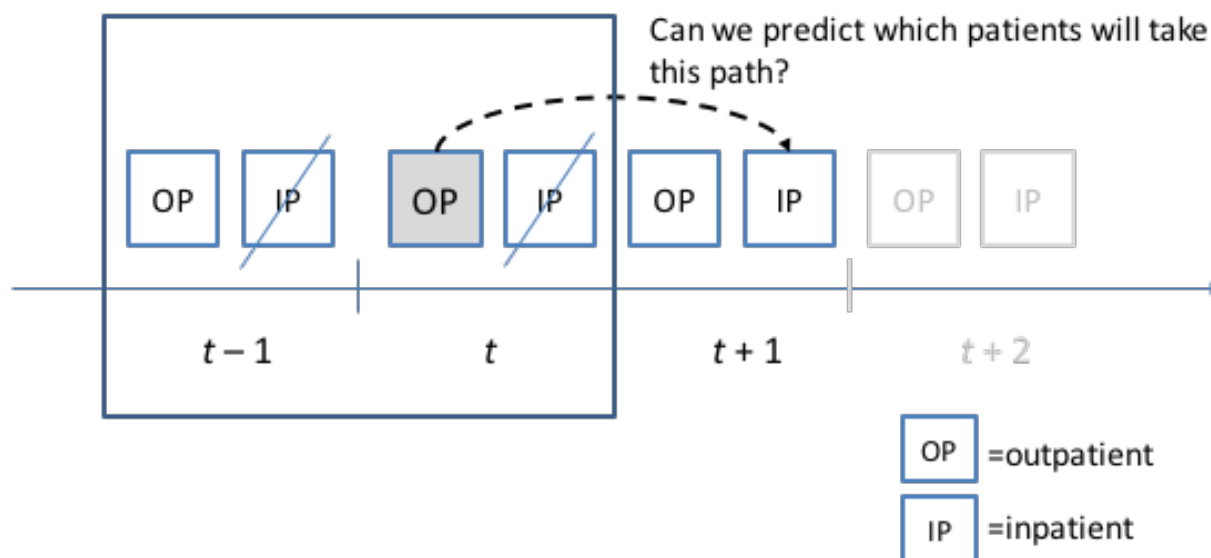 Can we predict which patients will take
this path?
OP IP OP IP OP IP OP IP
t – 1 t t + 1 t + 2
OP =outpatient
IP =inpatient